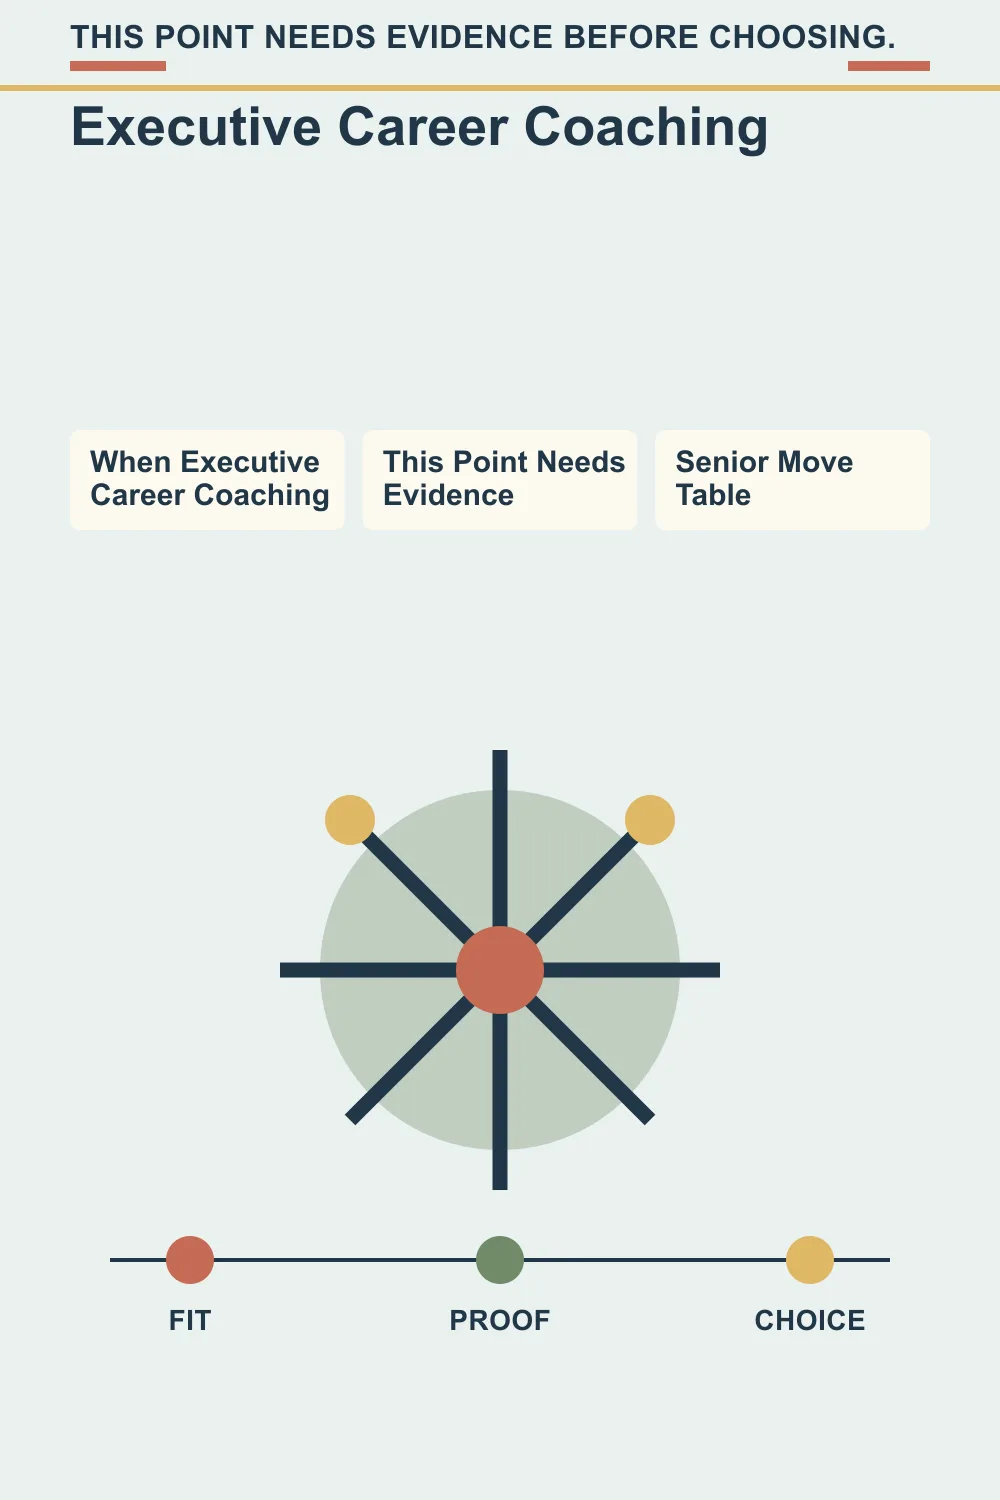 THIS POINT NEEDS EVIDENCE BEFORE CHOOSING.
Executive Career Coaching
When Executive
Career Coaching
This Point Needs
Evidence
Senior Move
Table
FIT
PROOF
CHOICE